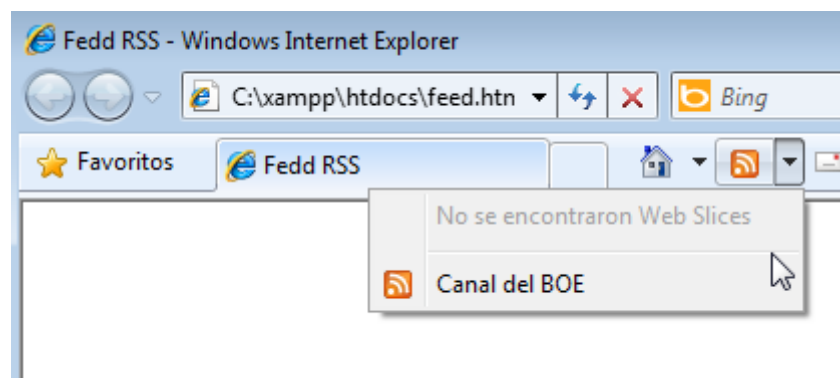 Fedd RSS - Windows Internet Explorer
C:\xampp\htdocs\feed.htn
Bing
Favoritos
Fedd RSS
No se encontraron Web Slices
Canal del BOE